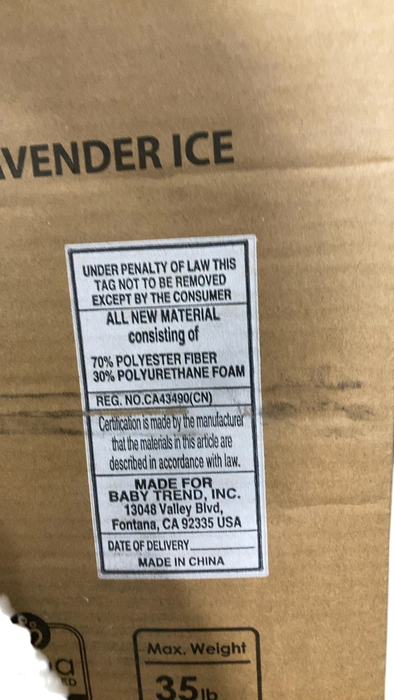 VENDER ICE
UNDER PENALTY OF LAW THIS
TAG NOT TO BE REMOVED
EXCEPT BY THE CONSUMER
ALL NEW MATERIAL
consisting of
70% POLYESTER FIBER
30% POLYURETHANE FOAM
REG. NO.CA43490(CN)
Certification is made by the manufacturer
that the materials in this article are
described in accordance with law.
MADE FOR
BABY TREND, INC.
13048 Valley Blvd,
Fontana, CA 92335 USA
DATE OF DELIVERY
MADE IN CHINA
Max. Weight
35 lb